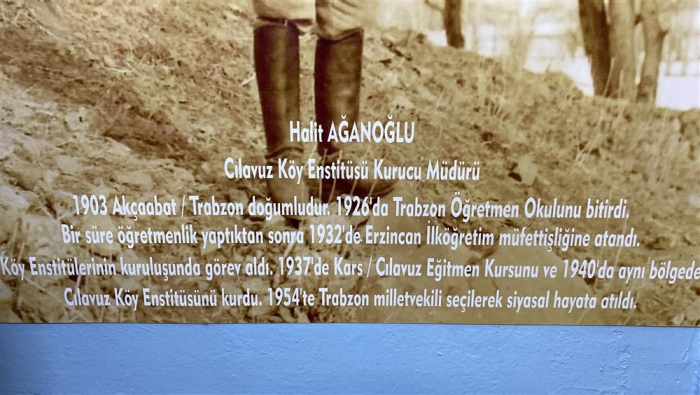 Halit AĞANOĞLU
Cılavuz Köy Enstitüsü Kurucu Müdürü
1903 Akçaabat / Trabzon doğumludur. 1926'da Trabzon Öğretmen Okulunu bitirdi.
Bir süre öğretmenlik yaptıktan sonra 1932'de Erzincan İlköğretim müfettişliğine atandı.
Köy Enstitülerinin kuruluşunda görev aldı. 1937'de Kars / Cılavuz Eğitmen Kursunu ve 1940'da aynı bölgede
Cılavuz Köy Enstitüsünü kurdu. 1954'te Trabzon milletvekili seçilerek siyasal hayata atıldı.